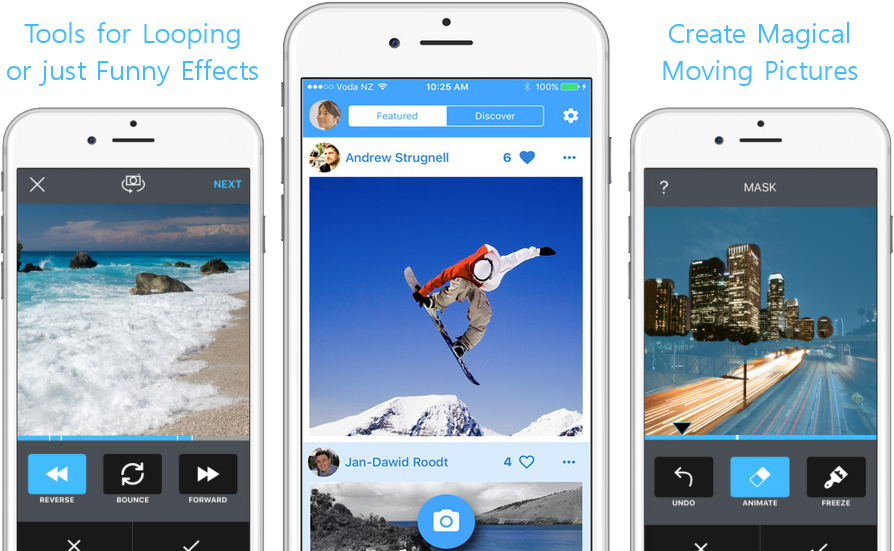 Tools for Looping
or just Funny Effects
NEXT
REVERSE
BOUNCE
FORWARD
Voda NZ
10:25 AM
100%
Featured
Discover
Andrew Strugnell
6
Jan-Dawid Roodt
4
Create Magical
Moving Pictures
?
MASK
UNDO
ANIMATE
FREEZE